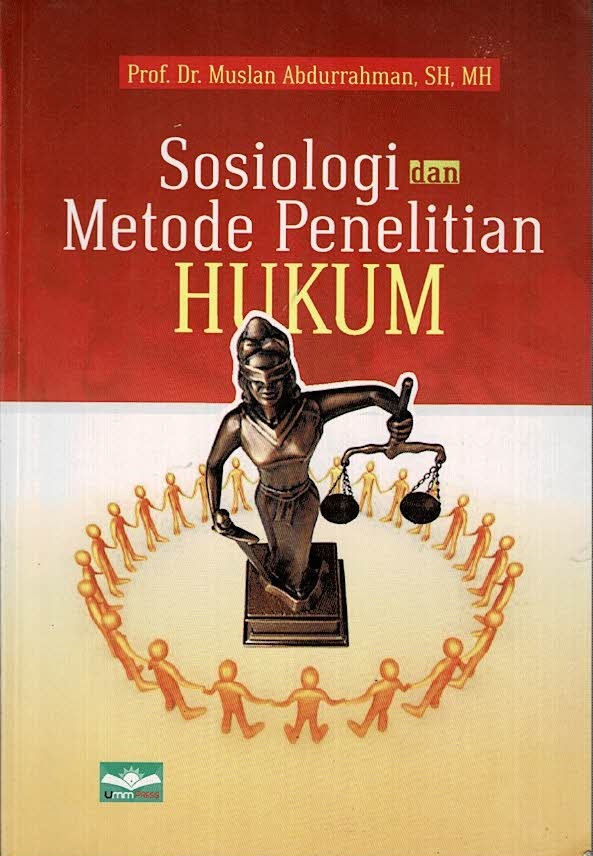 Prof. Dr. Muslan Abdurrahman, SH, MH
Sosiologi dan
Metode Penelitian
HUKUM
Umm PRESS